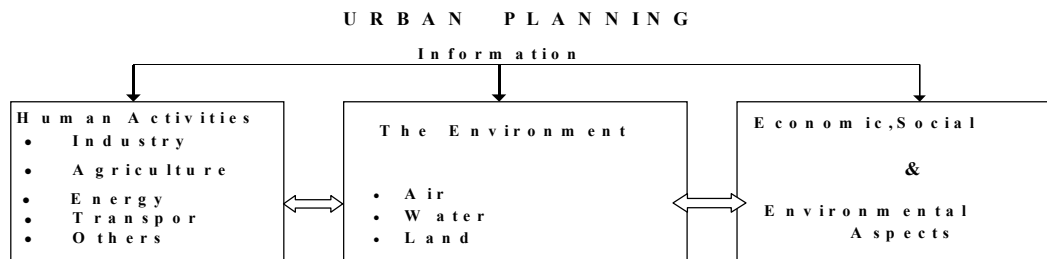 URBAN PLANNING
Information
Human Activities
• Industry
• Agriculture
• Energy
• Transpor
• Others
The Environment
• Air
• Water
• Land
Economic,Social
&
Environmental
Aspects